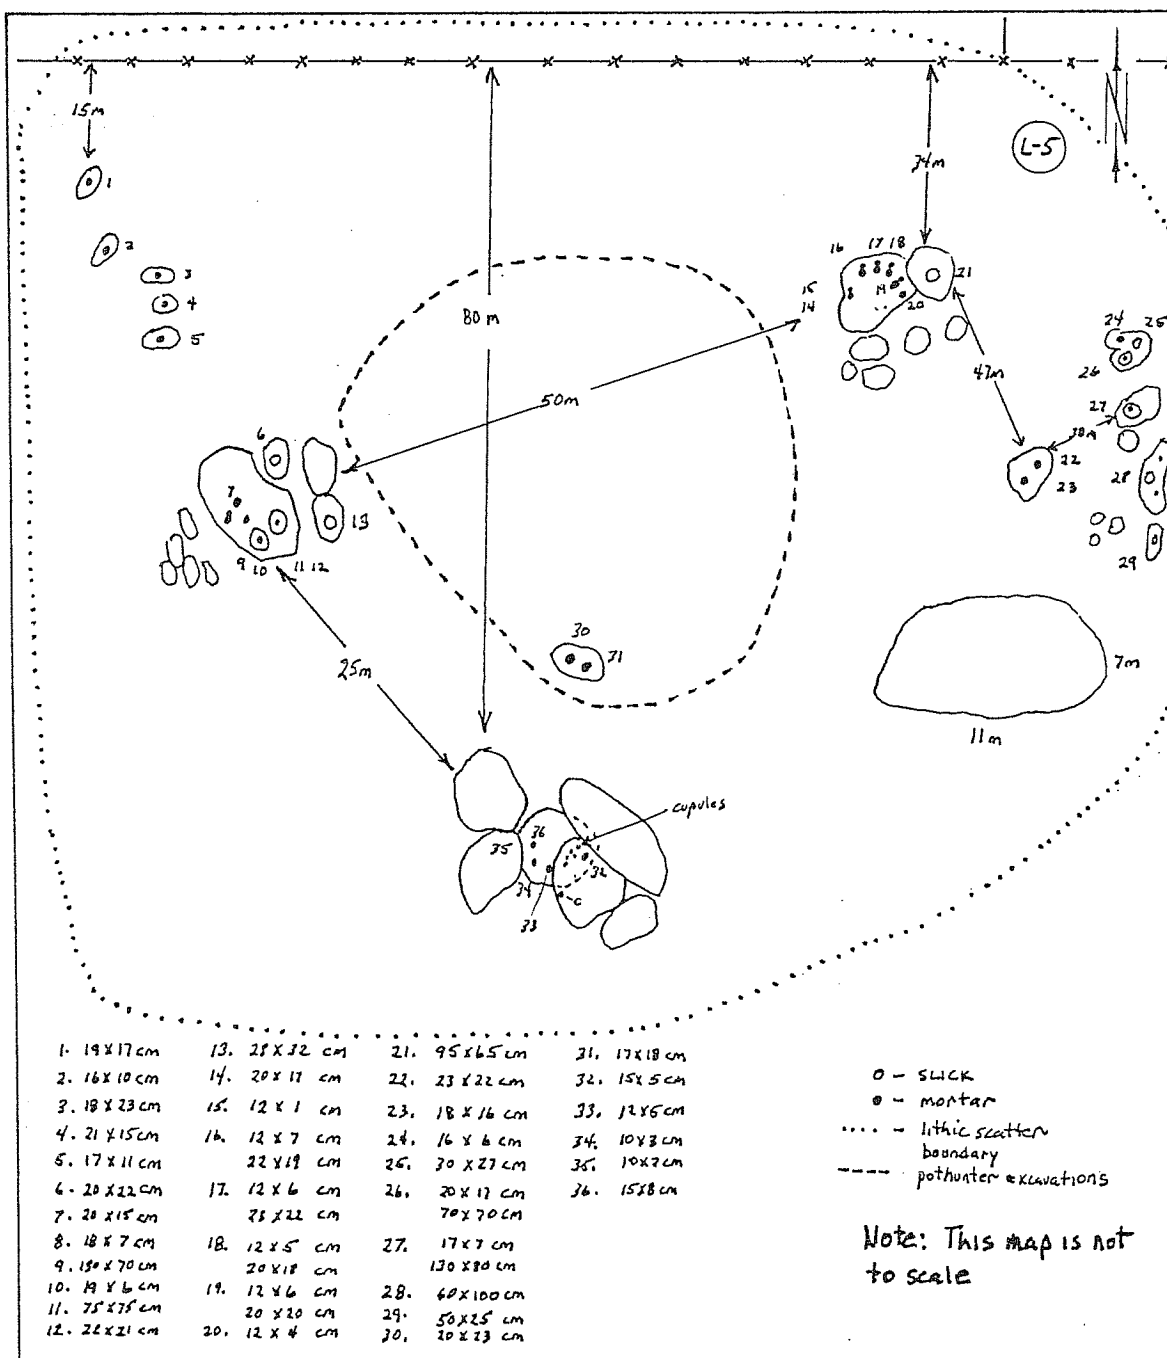 15m
L-5
34m
1
2
3
4
5
16 17 18
21
15
19
14
20
80 m
24 25
26
47m
50m
27
6
22
28
23
7
8
13
9 10 11 12
29
30
31
25m
7m
11m
cupules
36
35
32
34
C
33
1. 19 X 17 cm
2. 16 X 10 cm
3. 18 X 23 cm
4. 21 X 15 cm
5. 17 X 11 cm
6. 20 X 22 cm
7. 20 X 15 cm
8. 18 X 7 cm
9. X 70 cm
10. 19 X 6 cm
11. 75 X 75 cm
12. 22 X 21 cm
13. 28 X 32 cm
14. 20 X 17 cm
15. 12 X 1 cm
16. 12 X 7 cm
22 X 19 cm
17. 12 X 6 cm
X 22 cm
18. 12 X 5 cm
20 X 18 cm
19. 12 X 6 cm
20 X 20 cm
20. 12 X 4 cm
21. 95 X 65 cm
22. 23 X 22 cm
23. 18 X 16 cm
24. 16 X 6 cm
25. 30 X 27 cm
26. 20 X 17 cm
70 X 70 cm
27. 17 X 7 cm
130 X 80 cm
28. 60 X 100 cm
29. 50 X 25 cm
30. 20 X 23 cm
31. 17 X 18 cm
32. 15 X 5 cm
33. 12 X 6 cm
34. 10 X 3 cm
35. 10 X 2 cm
36. 15 X 8 cm
o - SLICK
- mortar
.... - lithic scatter
boundary
---- - pothunter excavations
Note: This map is not
to scale